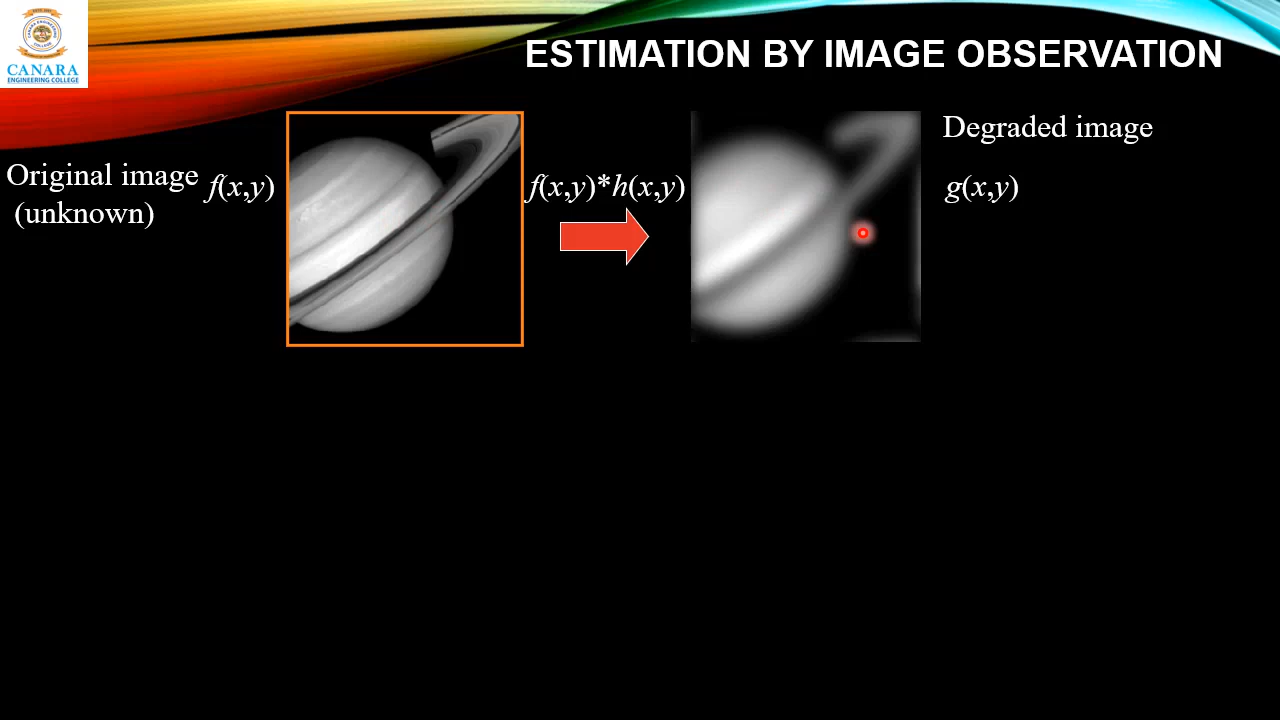 CANARA
ENGINEERING COLLEGE
ESTIMATION BY IMAGE OBSERVATION
Original image
(unknown)
f(x,y)
f(x,y)*h(x,y)
Degraded image
g(x,y)